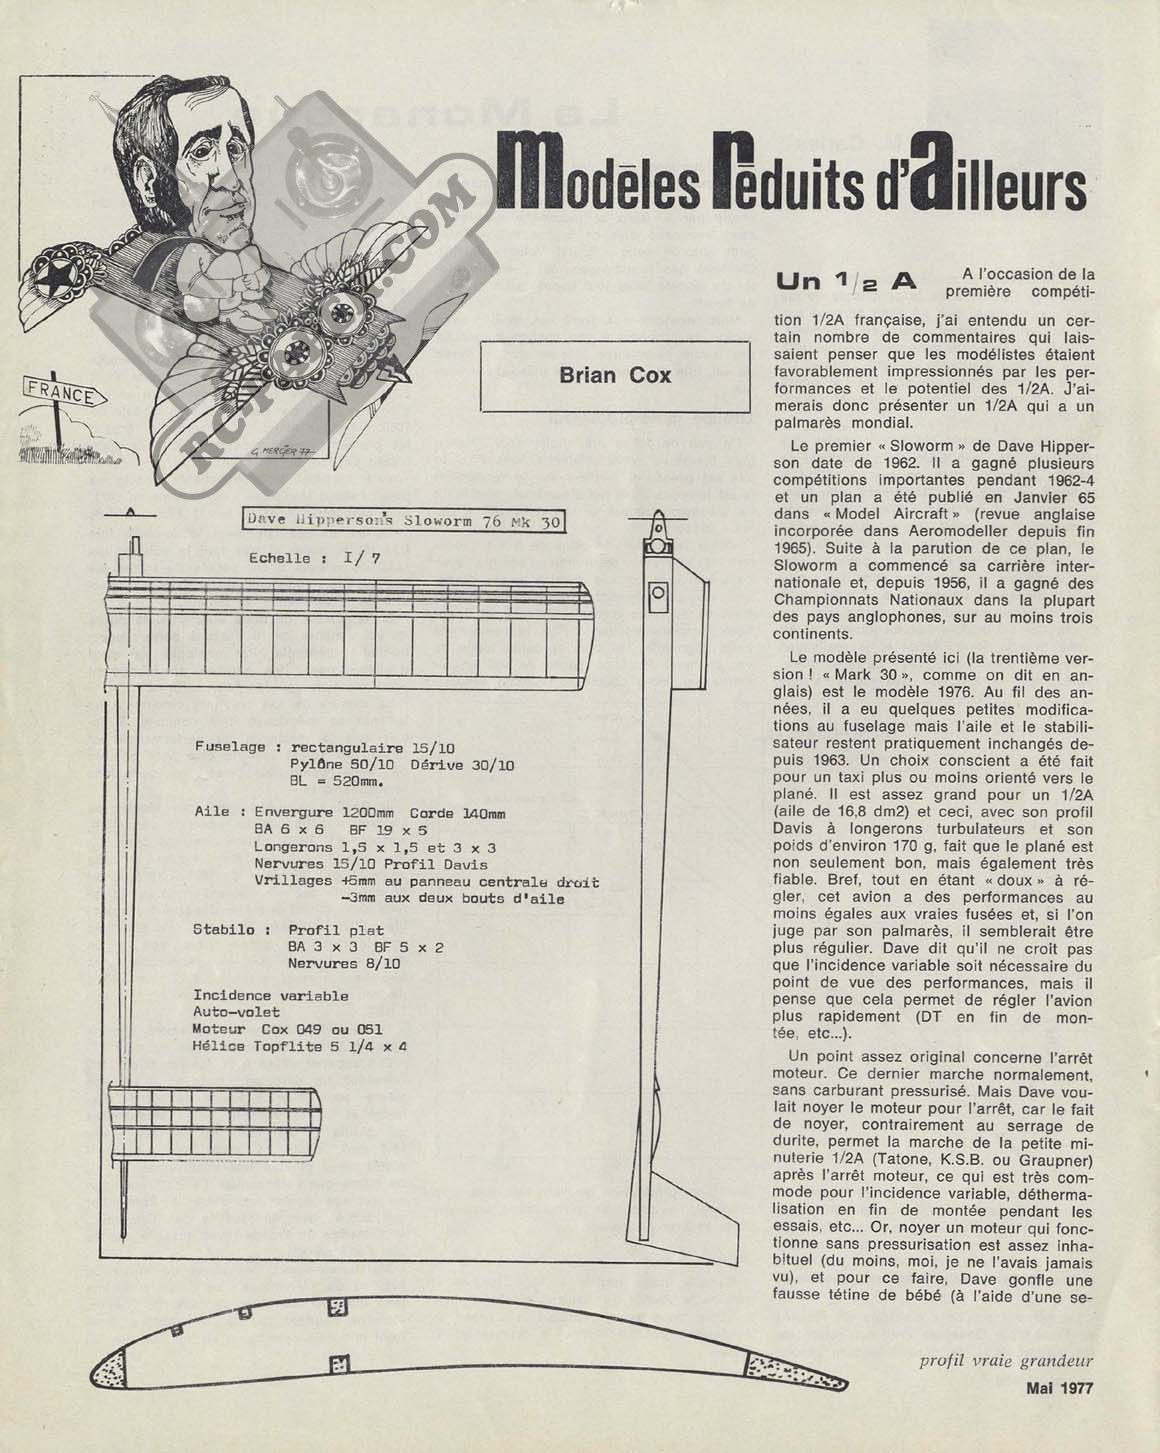 Modèles réduits d'Ailleurs
FRANCE
G MERCIER 77
RC-
.COM
Brian Cox
Un 1/2 A
A l'occasion de la
première compéti-
tion 1/2A française, j'ai entendu un cer-
tain nombre de commentaires qui lais-
saient penser que les modélistes étaient
favorablement impressionnés par les per-
formances et le potentiel des 1/2A. J'ai-
merais donc présenter un 1/2A qui a un
palmarès mondial.
Le premier « Sloworm » de Dave Hipper-
son date de 1962. Il a gagné plusieurs
compétitions importantes pendant 1962-4
et un plan a été publié en Janvier 65
dans « Model Aircraft » (revue anglaise
incorporée dans Aeromodeller depuis fin
1965). Suite à la parution de ce plan, le
Sloworm a commencé sa carrière inter-
nationale et, depuis 1956, il a gagné des
Championnats Nationaux dans la plupart
des pays anglophones, sur au moins trois
continents.
Le modèle présenté ici (la trentième ver-
sion ! « Mark 30 », comme on dit en an-
glais) est le modèle 1976. Au fil des an-
nées, il a eu quelques petites modifica-
tions au fuselage mais l'aile et le stabili-
sateur restent pratiquement inchangés de-
puis 1963. Un choix conscient a été fait
pour un taxi plus ou moins orienté vers le
plané. Il est assez grand pour un 1/2A
(aile de 16,8 dm2) et ceci, avec son profil
Davis à longerons turbulateurs et son
poids d'environ 170 g, fait que le plané est
non seulement bon, mais également très
fiable. Bref, tout en étant « doux » à ré-
gler, cet avion a des performances au
moins égales aux vraies fusées et, si l'on
juge par son palmarès, il semblerait être
plus régulier. Dave dit qu'il ne croît pas
que l'incidence variable soit nécessaire du
point de vue des performances, mais il
pense que cela permet de régler l'avion
plus rapidement (DT en fin de mon-
tée, etc...).
Un point assez original concerne l'arrêt
moteur. Ce dernier marche normalement,
sans carburant pressurisé. Mais Dave vou-
lait noyer le moteur pour l'arrêt, car le fait
de noyer, contrairement au serrage de
durite, permet la marche de la petite mi-
nuterie 1/2A (Tatone, K.S.B. ou Graupner)
après l'arrêt moteur, ce qui est très com-
mode pour l'incidence variable, déтherma-
lisation en fin de montée pendant les
essais, etc... Or, noyer un moteur qui fonc-
tionne sans pressurisation est assez inha-
bituel (du moins, moi, je ne l'avais jamais
vu), et pour ce faire, Dave gonfle une
fausse tétine de bébé (à l'aide d'une se-
Dave Hipperson's Sloworm 76 Mk 30
Echelle : I/ 7
Fuselage : rectangulaire 15/10
Pylône 50/10 Dérive 30/10
BL = 520mm.
Aile : Envergure 1200mm Corde 140mm
BA 6 x 6 BF 19 x 5
Longerons 1,5 x 1,5 et 3 x 3
Nervures 15/10 Profil Davis
Vrillages +5mm au panneau centrale droit
-3mm aux deux bouts d'aile
Stabilo : Profil plat
BA 3 x 3 BF 5 x 2
Nervures 8/10
Incidence variable
Auto-volet
Moteur Cox 049 ou 051
Hélice Topflite 5 1/4 x 4
profil vraie grandeur
Mai 1977